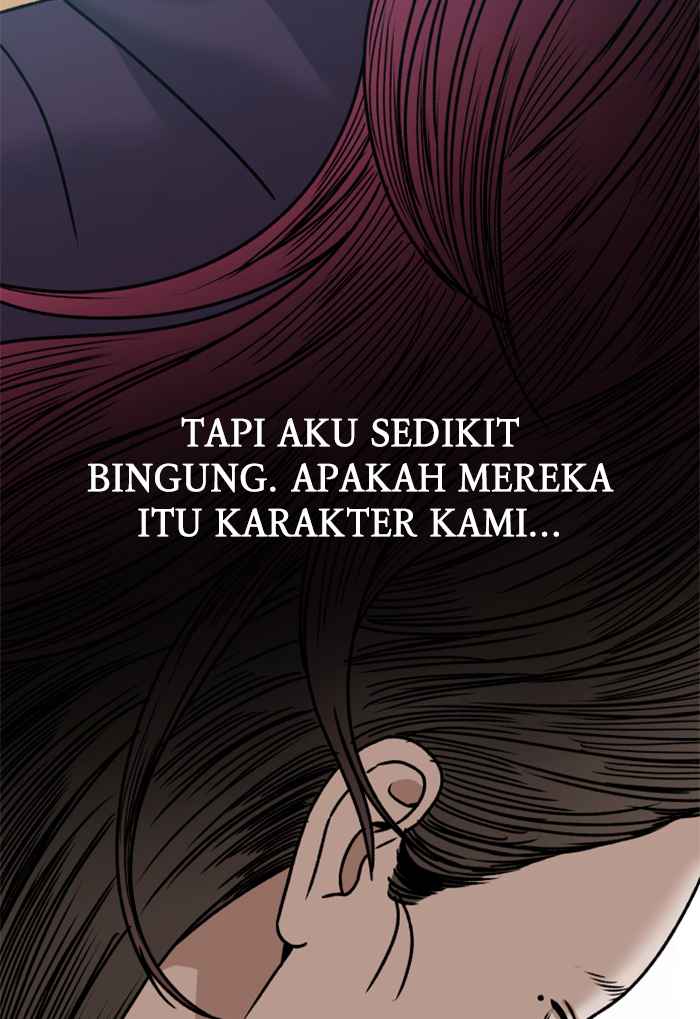 TAPI AKU SEDIKIT
BINGUNG. APAKAH MEREKA
ITU KARAKTER KAMI...